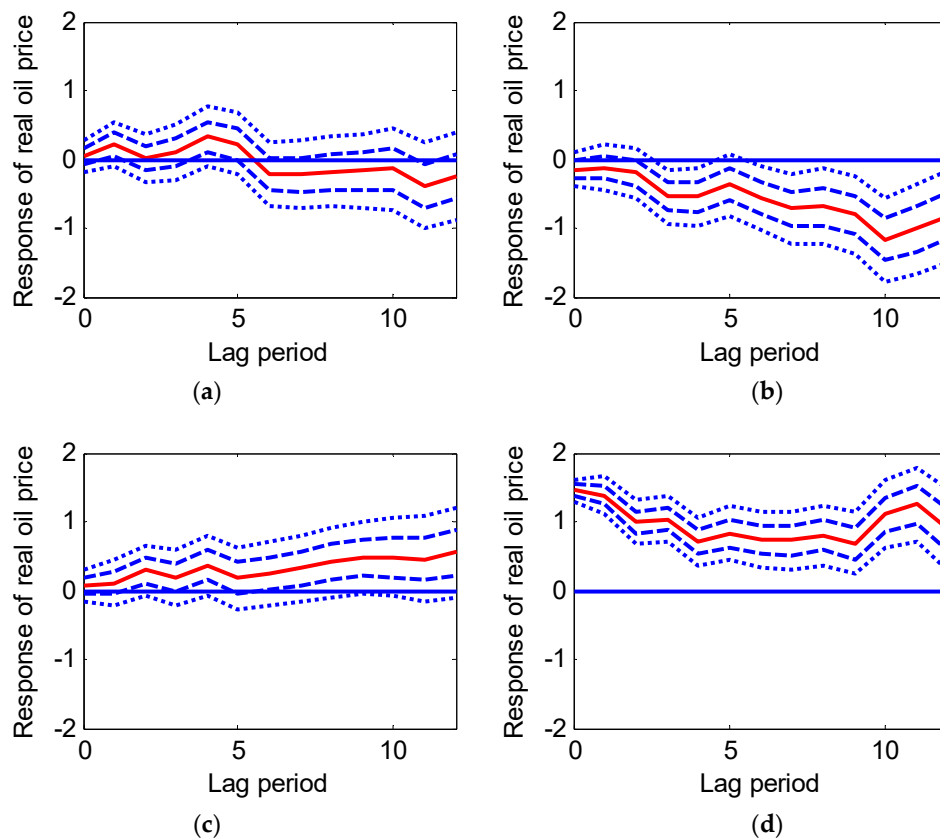 2
1
0
-1
-2
Response of real oil price
0
5
10
Lag period
(a)
2
1
0
-1
-2
Response of real oil price
0
5
10
Lag period
(b)
2
1
0
-1
-2
Response of real oil price
0
5
10
Lag period
(c)
2
1
0
-1
-2
Response of real oil price
0
5
10
Lag period
(d)